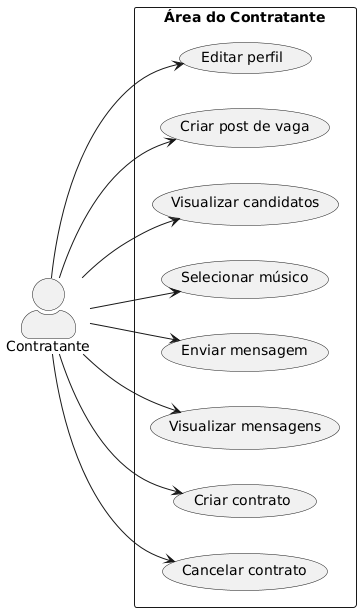 Área do Contratante
Editar perfil
Criar post de vaga
Visualizar candidatos
Selecionar músico
Contratante
Enviar mensagem
Visualizar mensagens
Criar contrato
Cancelar contrato